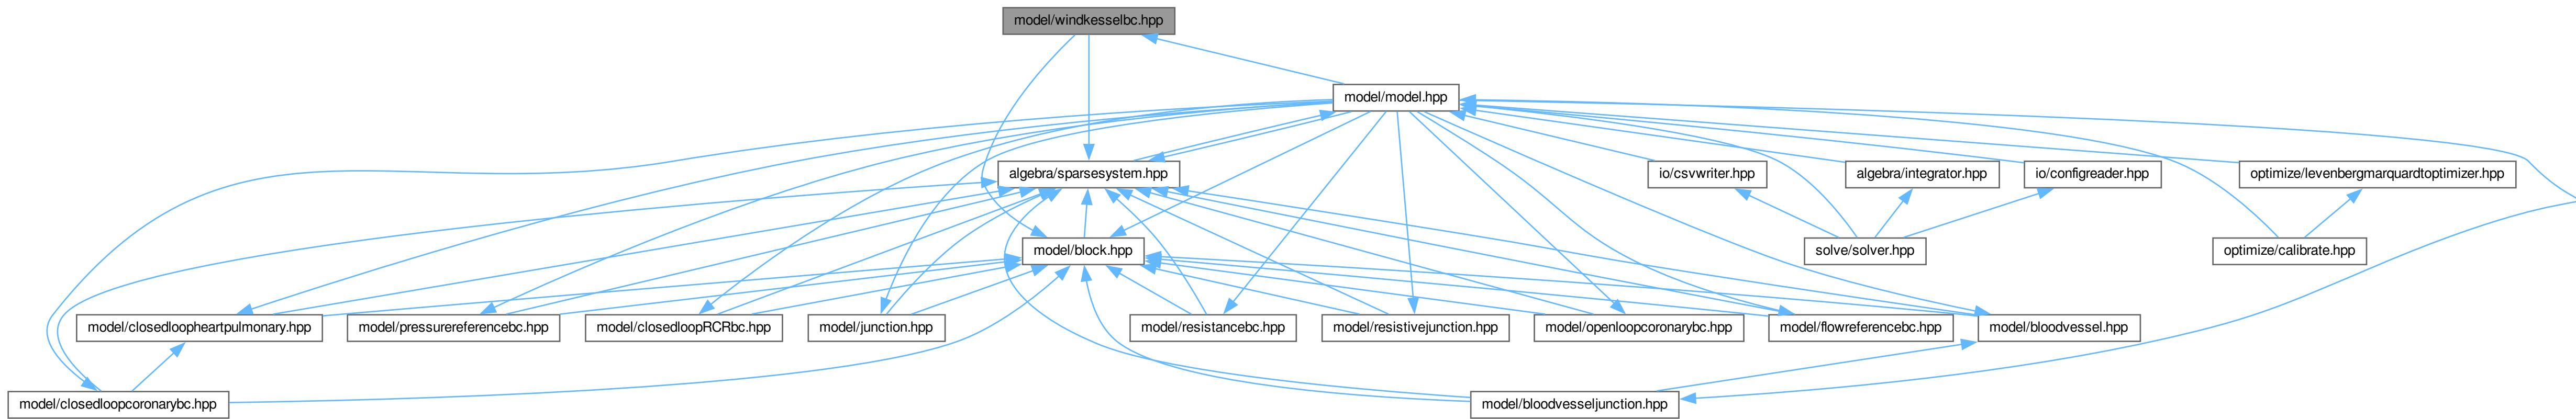 model/windkesselbc.hpp
model/model.hpp
algebra/sparsesystem.hpp
io/csvwriter.hpp
algebra/integrator.hpp
io/configreader.hpp
optimize/levenbergmarquardtoptimizer.hpp
model/block.hpp
solve/solver.hpp
optimize/calibrate.hpp
model/closedloopheartpulmonary.hpp
model/pressurereferencebc.hpp
model/closedloopRCRbc.hpp
model/junction.hpp
model/resistancebc.hpp
model/resistivejunction.hpp
model/openloopcoronarybc.hpp
model/flowreferencebc.hpp
model/bloodvessel.hpp
model/closedloopcoronarybc.hpp
model/bloodvesseljunction.hpp